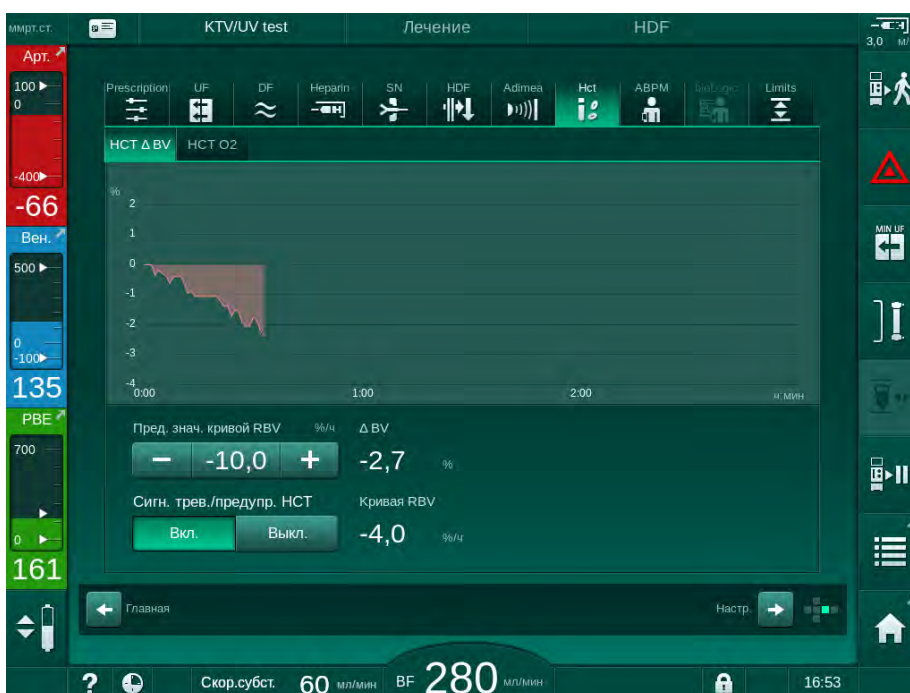 ммрт.ст.
KTV/UV test
Лечение
HDF
3,0 м/
Арт.
100
0
-400
-66
Вен.
500
0
-100
135
PBE
700
0
161
Prescription
UF
DF
Heparin
SN
HDF
Adimea
Hct
ABPM
bioLogic
Limits
HCT Δ BV
HCT O2
%
2
1
0
-1
-2
-3
-4
0:00
1:00
2:00
ч:мин
Пред. знач. кривой RBV %/ч
Δ BV
− -10,0 +
-2,7 %
Сигн. трев./предупр. HCT
Кривая RBV
Вкл.
Выкл.
-4,0 %/ч
Главная
Настр.
MIN UF
?
Скор.субст. 60 мл/мин
BF 280 мл/мин
16:53